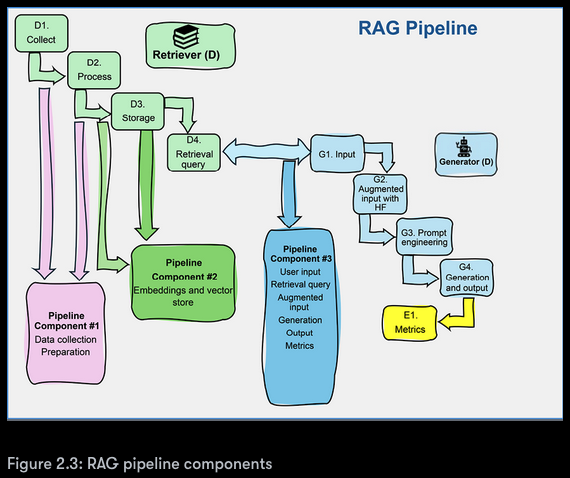 RAG Pipeline
D1.
Collect
Retriever (D)
D2.
Process
D3.
Storage
D4.
Retrieval
query
G1. Input
Generator (D)
G2.
Augmented
input with
HF
G3. Prompt
engineering
G4.
Generation
and output
E1.
Metrics
Pipeline
Component #1
Data collection
Preparation
Pipeline
Component #2
Embeddings and vector
store
Pipeline
Component #3
User input
Retrieval query
Augmented
input
Generation
Output
Metrics
Figure 2.3: RAG pipeline components